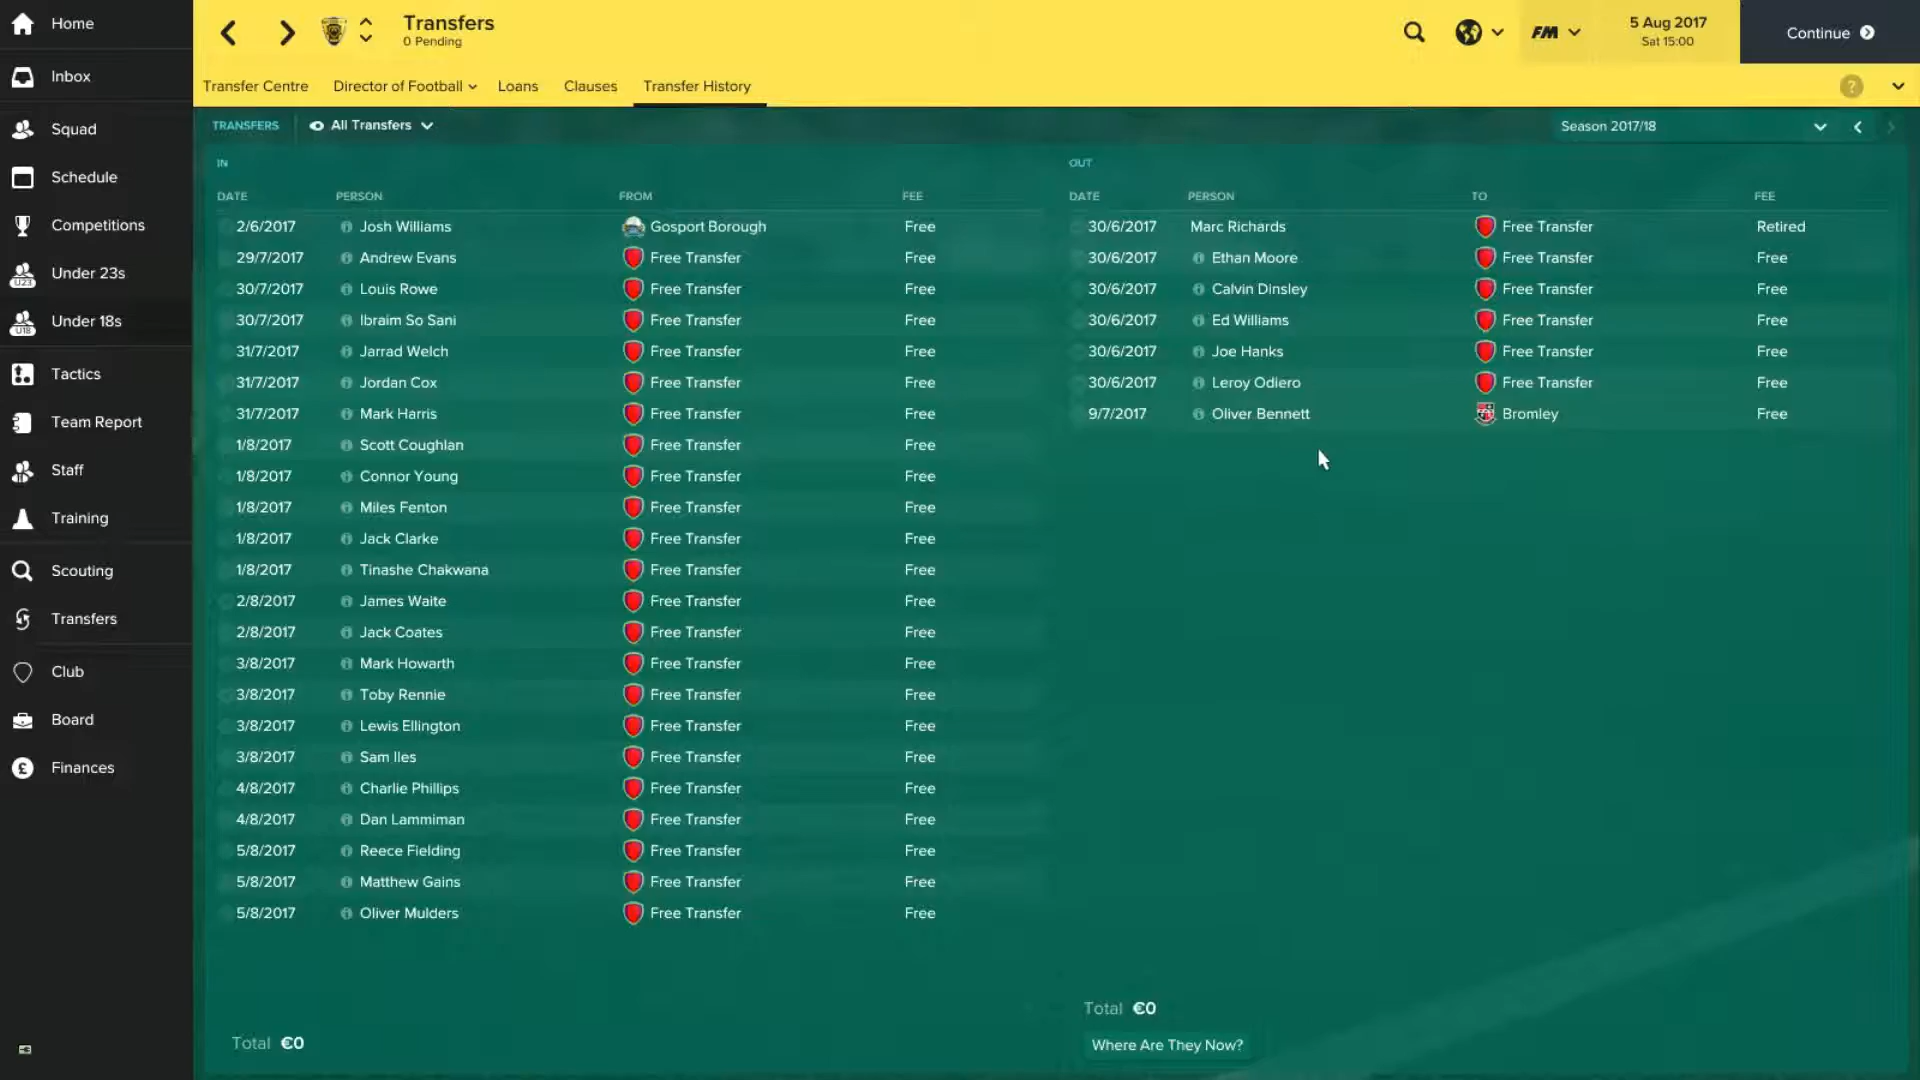 Home
Inbox
Squad
Schedule
Competitions
Under 23s
Under 18s
Tactics
Team Report
Staff
Training
Scouting
Transfers
Club
Board
Finances
Transfers
0 Pending
FM
5 Aug 2017
Sat 15:00
Continue
Transfer Centre Director of Football Loans Clauses Transfer History ?
TRANSFERS All Transfers Season 2017/18
IN
DATE PERSON FROM FEE
2/6/2017 Josh Williams Gosport Borough Free
29/7/2017 Andrew Evans Free Transfer Free
30/7/2017 Louis Rowe Free Transfer Free
30/7/2017 Ibraim So Sani Free Transfer Free
31/7/2017 Jarrad Welch Free Transfer Free
31/7/2017 Jordan Cox Free Transfer Free
31/7/2017 Mark Harris Free Transfer Free
1/8/2017 Scott Coughlan Free Transfer Free
1/8/2017 Connor Young Free Transfer Free
1/8/2017 Miles Fenton Free Transfer Free
1/8/2017 Jack Clarke Free Transfer Free
1/8/2017 Tinashe Chakwana Free Transfer Free
2/8/2017 James Waite Free Transfer Free
2/8/2017 Jack Coates Free Transfer Free
3/8/2017 Mark Howarth Free Transfer Free
3/8/2017 Toby Rennie Free Transfer Free
3/8/2017 Lewis Ellington Free Transfer Free
3/8/2017 Sam Iles Free Transfer Free
4/8/2017 Charlie Phillips Free Transfer Free
4/8/2017 Dan Lammiman Free Transfer Free
5/8/2017 Reece Fielding Free Transfer Free
5/8/2017 Matthew Gains Free Transfer Free
5/8/2017 Oliver Mulders Free Transfer Free
Total €0
OUT
DATE PERSON TO FEE
30/6/2017 Marc Richards Free Transfer Retired
30/6/2017 Ethan Moore Free Transfer Free
30/6/2017 Calvin Dinsley Free Transfer Free
30/6/2017 Ed Williams Free Transfer Free
30/6/2017 Joe Hanks Free Transfer Free
30/6/2017 Leroy Odiero Free Transfer Free
9/7/2017 Oliver Bennett Bromley Free
Total €0
Where Are They Now?